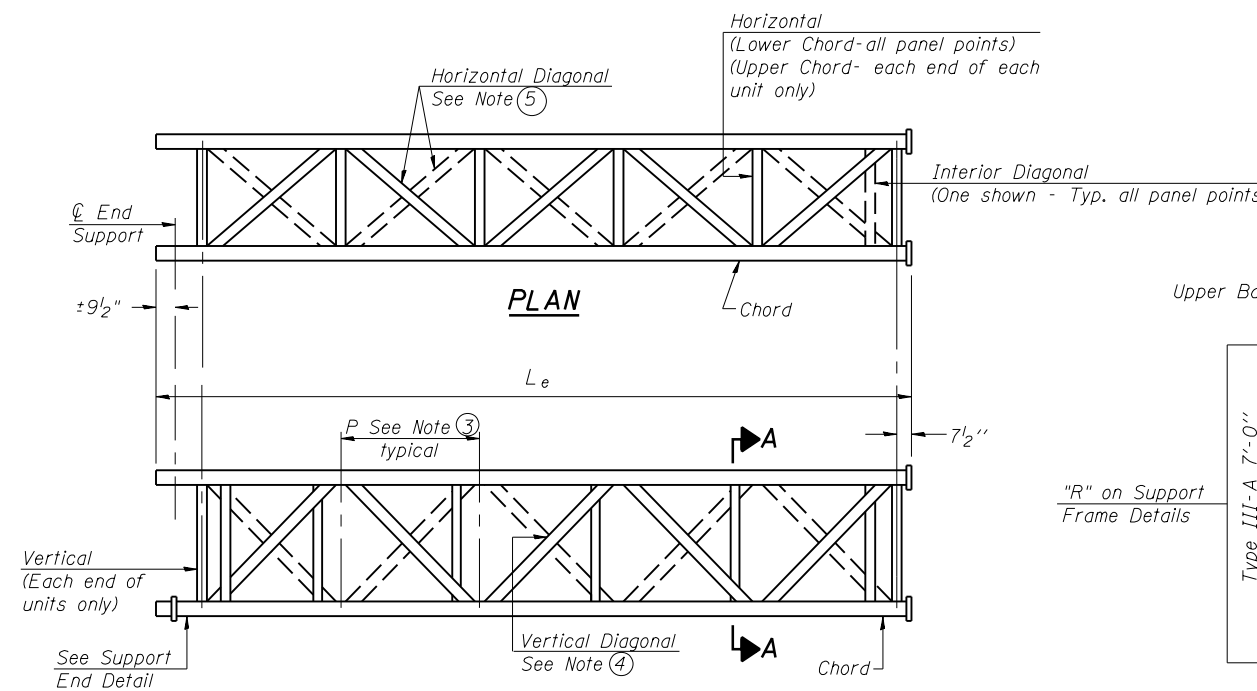 Horizontal
(Lower Chord-all panel points)
(Upper Chord- each end of each
unit only)
Horizontal Diagonal
See Note 5
Interior Diagonal
(One shown - Typ. all panel points
℄ End
Support
±9½"
PLAN
Chord
Upper Bo
Lₑ
P See Note 3
typical
A
7½''
"R" on Support
Frame Details
Type III-A 7'-0''
Vertical
(Each end of
units only)
Vertical Diagonal
See Note 4
A
Chord
See Support
End Detail